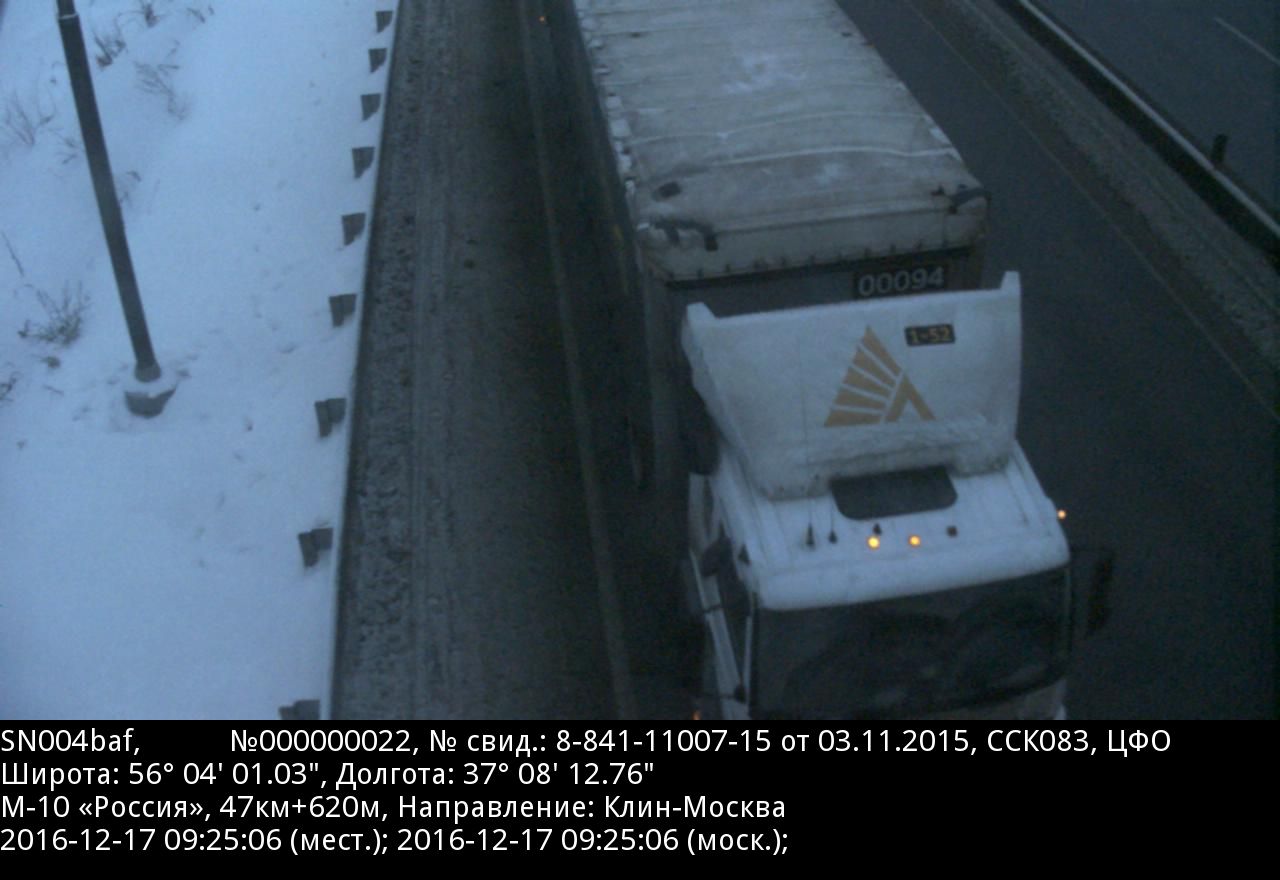 00094
1-52
SN004baf, №000000022, № свид.: 8-841-11007-15 от 03.11.2015, ССК083, ЦФО
Широта: 56° 04' 01.03", Долгота: 37° 08' 12.76"
М-10 «Россия», 47км+620м, Направление: Клин-Москва
2016-12-17 09:25:06 (мест.); 2016-12-17 09:25:06 (моск.);